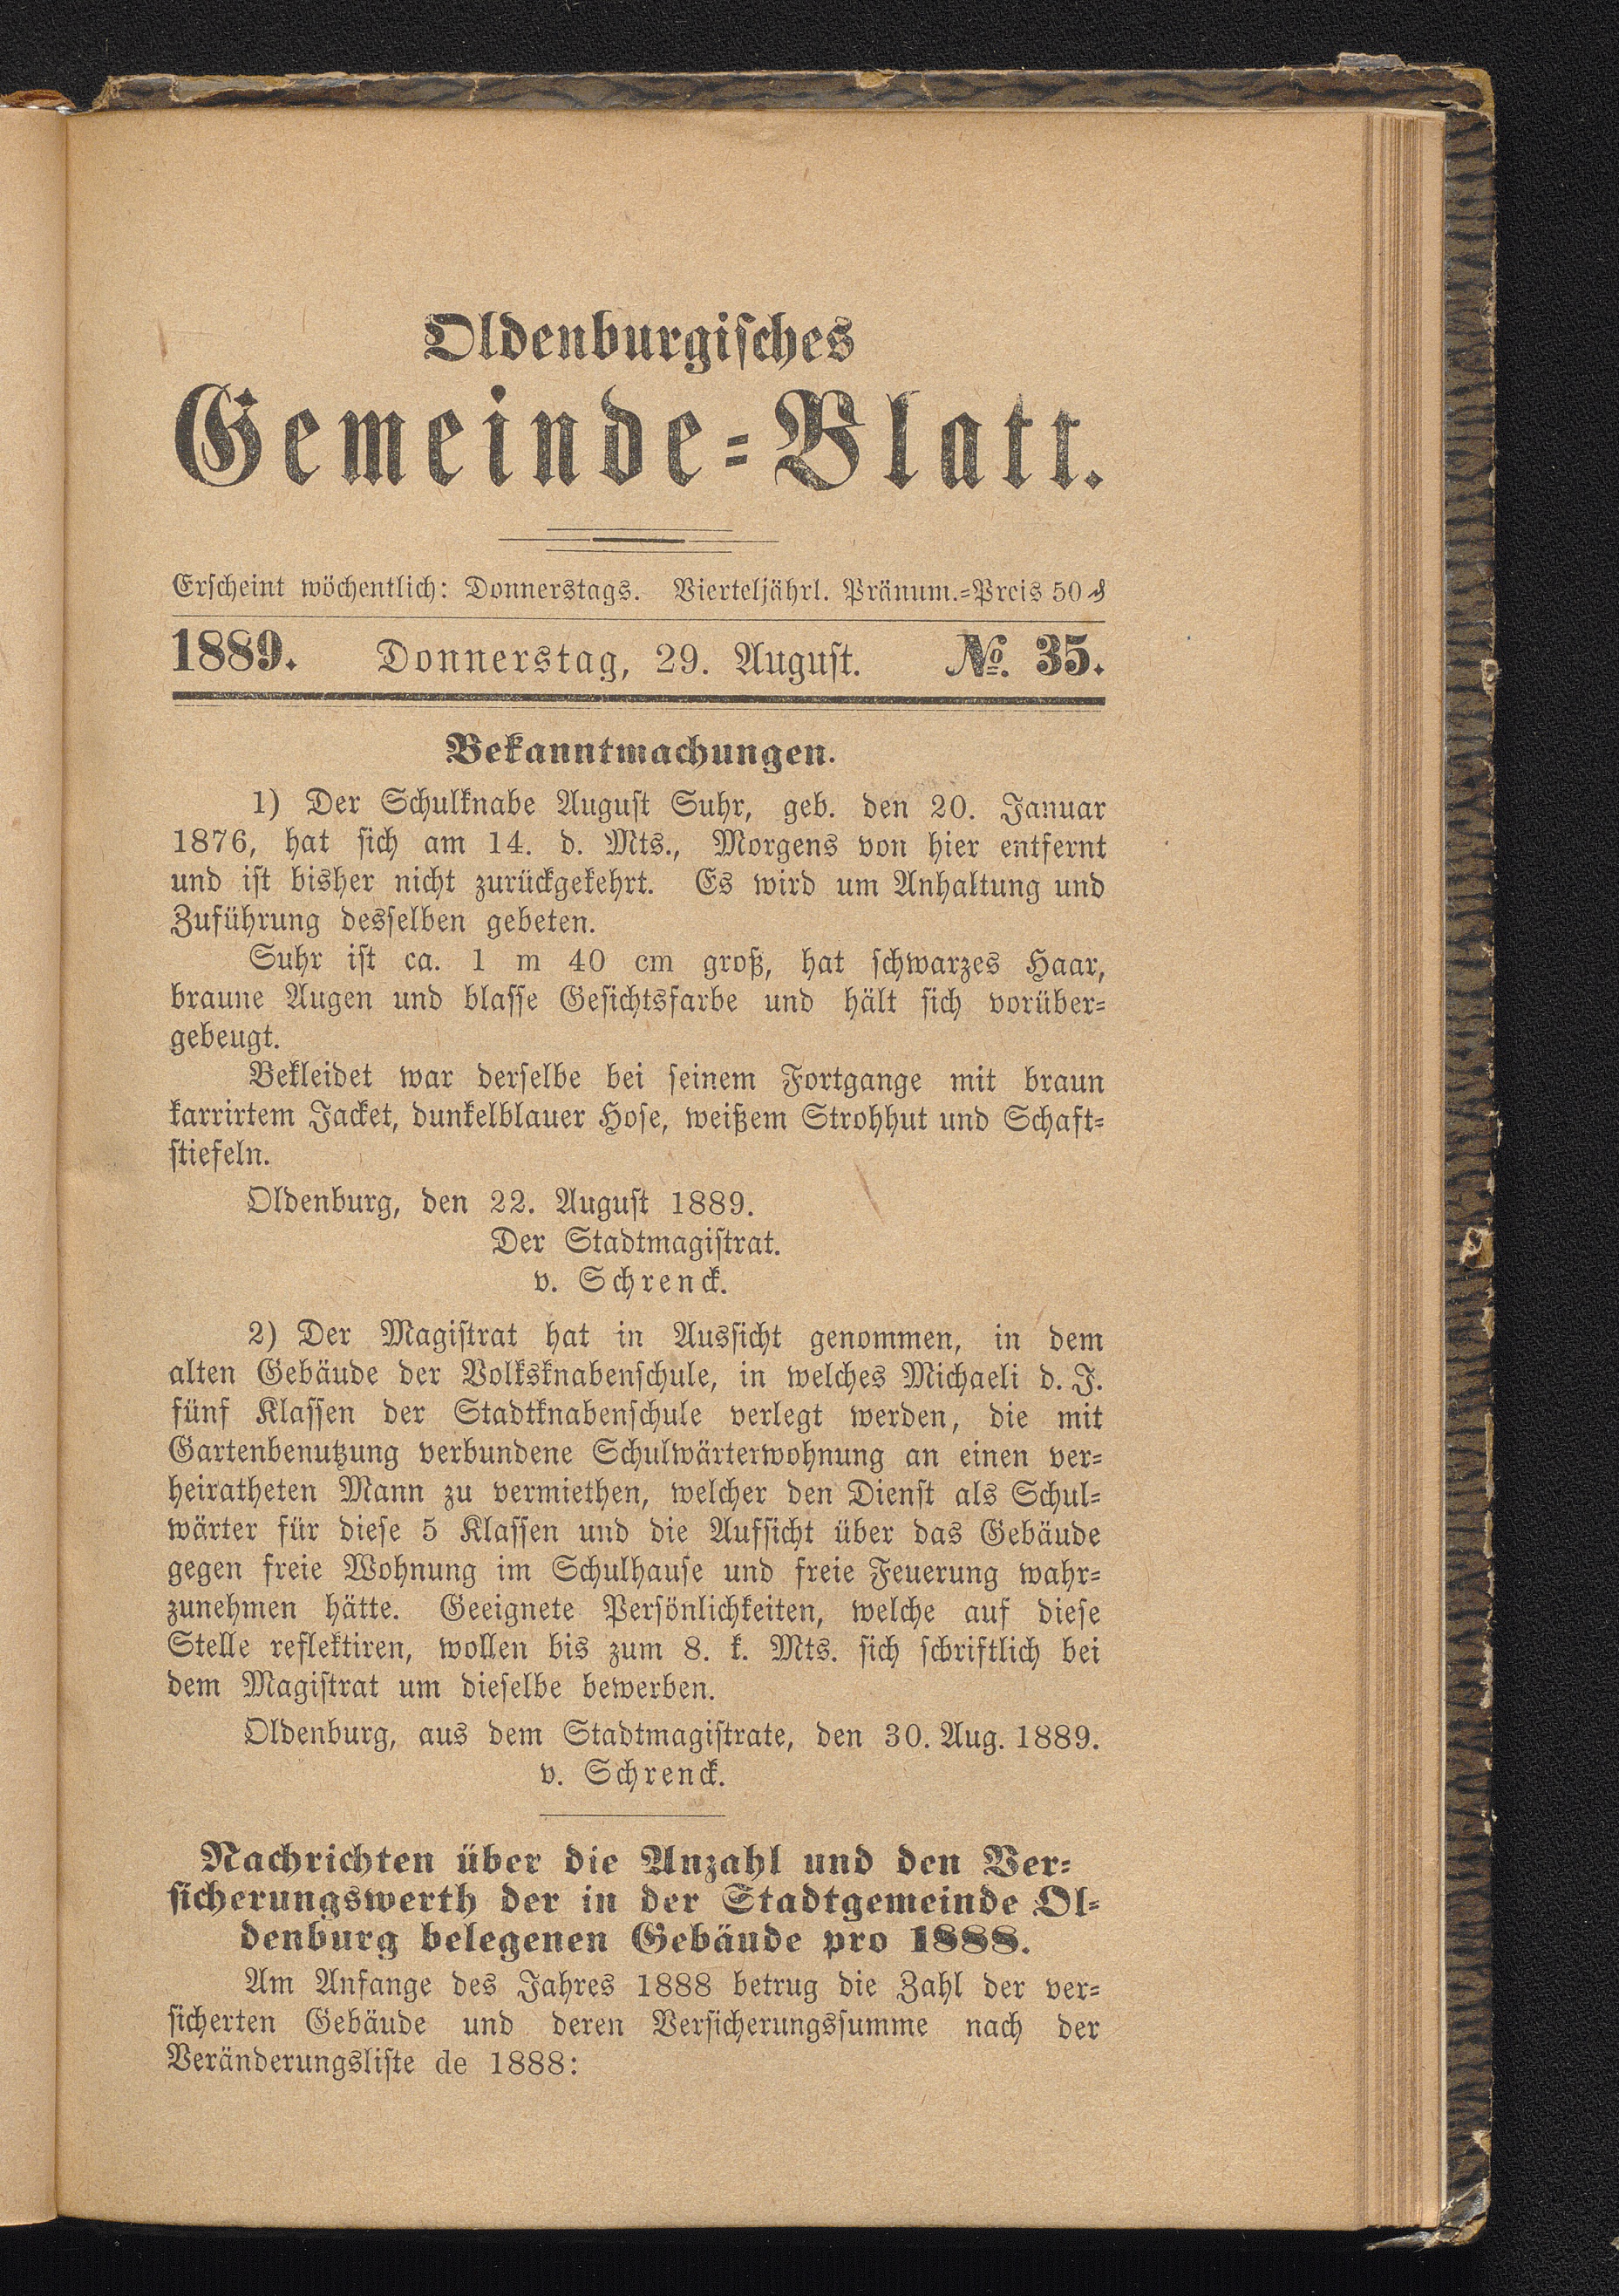 Oldenburgisches
Gemeinde-Blatt.
Erscheint wöchentlich: Donnerstags. Vierteljährl. Pränum.-Preis 50 ₰
1889. Donnerstag, 29. August. No. 35.
Bekanntmachungen.
1) Der Schulknabe August Suhr, geb. den 20. Januar
1876, hat sich am 14. d. Mts., Morgens von hier entfernt
und ist bisher nicht zurückgekehrt. Es wird um Anhaltung und
Zuführung desselben gebeten.
Suhr ist ca. 1 m 40 cm groß, hat schwarzes Haar,
braune Augen und blasse Gesichtsfarbe und hält sich vorüber-
gebeugt.
Bekleidet war derselbe bei seinem Fortgange mit braun
karrirtem Jacket, dunkelblauer Hose, weißem Strohhut und Schaft-
stiefeln.
Oldenburg, den 22. August 1889.
Der Stadtmagistrat.
v. Schrenck.
2) Der Magistrat hat in Aussicht genommen, in dem
alten Gebäude der Volksknabenschule, in welches Michaeli d. J.
fünf Klassen der Stadtknabenschule verlegt werden, die mit
Gartenbenutzung verbundene Schulwärterwohnung an einen ver-
heiratheten Mann zu vermiethen, welcher den Dienst als Schul-
wärter für diese 5 Klassen und die Aufsicht über das Gebäude
gegen freie Wohnung im Schulhause und freie Feuerung wahr-
zunehmen hätte. Geeignete Persönlichkeiten, welche auf diese
Stelle reflektiren, wollen bis zum 8. k. Mts. sich schriftlich bei
dem Magistrat um dieselbe bewerben.
Oldenburg, aus dem Stadtmagistrate, den 30. Aug. 1889.
v. Schrenck.
Nachrichten über die Anzahl und den Ver-
sicherungswerth der in der Stadtgemeinde Ol-
denburg belegenen Gebäude pro 1888.
Am Anfange des Jahres 1888 betrug die Zahl der ver-
sicherten Gebäude und deren Versicherungssumme nach der
Veränderungsliste de 1888: